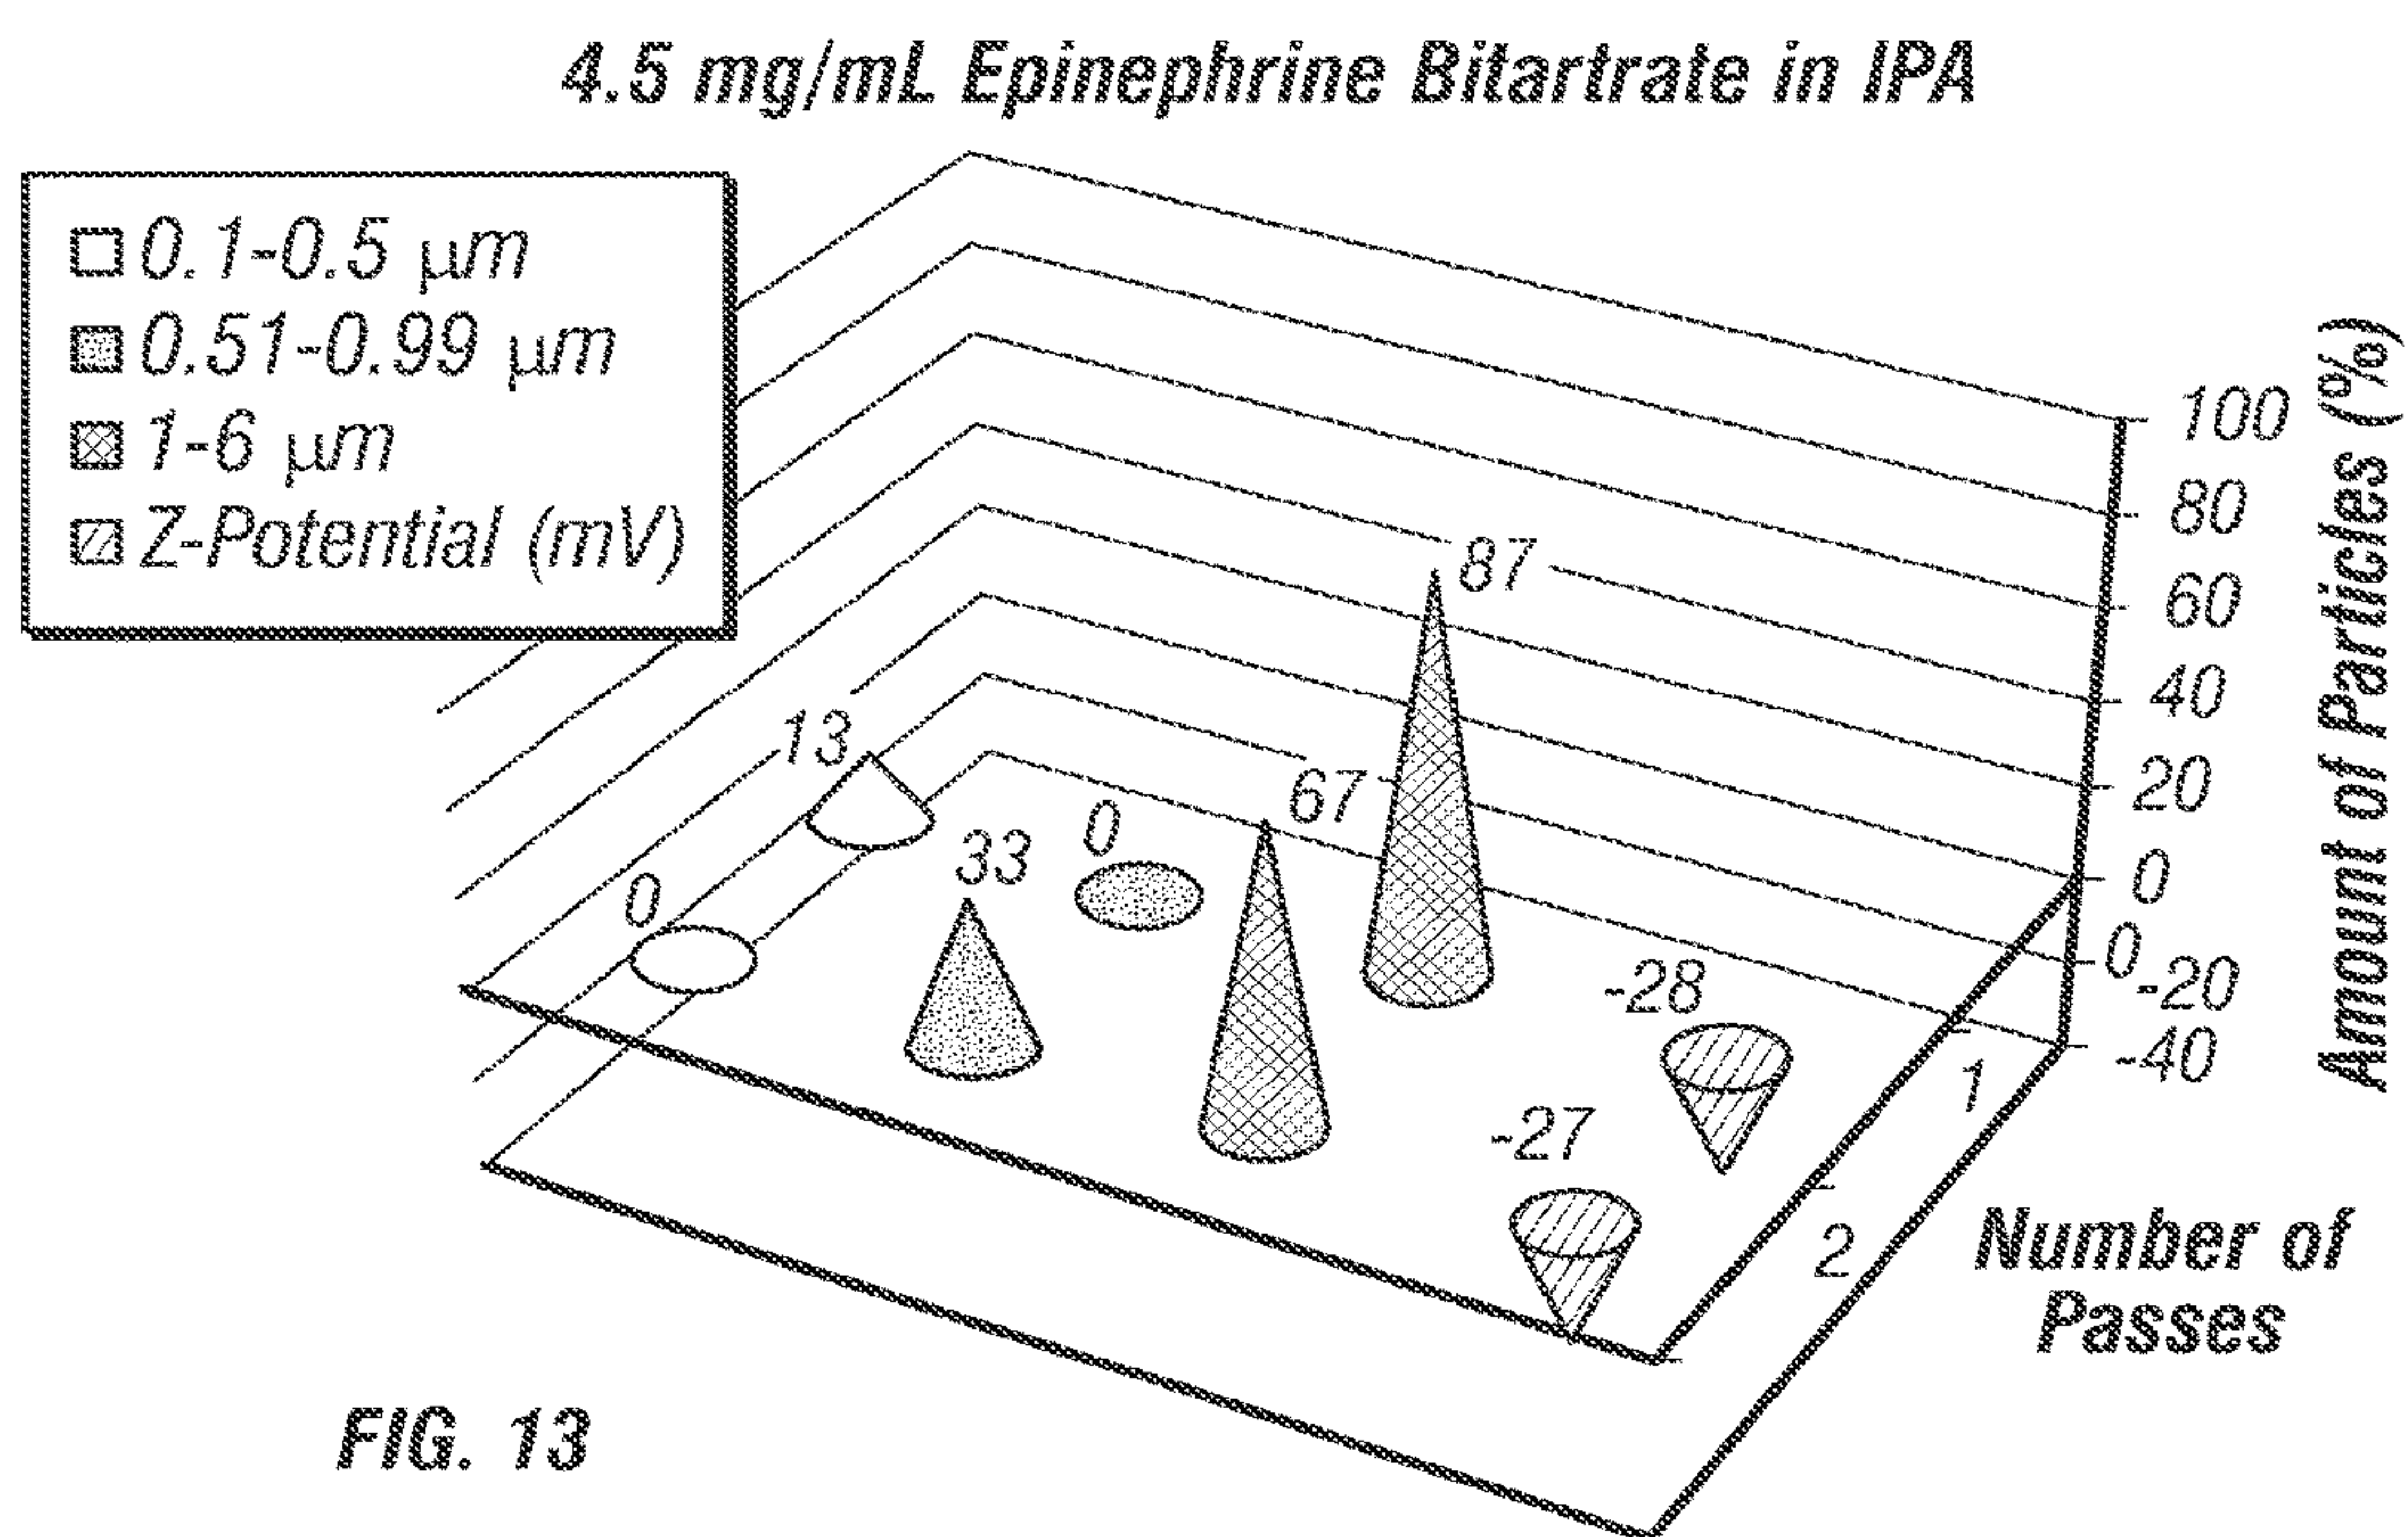 4.5 mg/mL Epinephrine Bitartrate in IPA
0.1-0.5 μm
0.51-0.99 μm
1-6 μm
Z-Potential (mV)
100
80
60
40
20
0
0
-20
-40
Amount of Particles (%)
87
13
67
0
33
0
-28
-27
1
2
Number of
Passes
FIG. 13